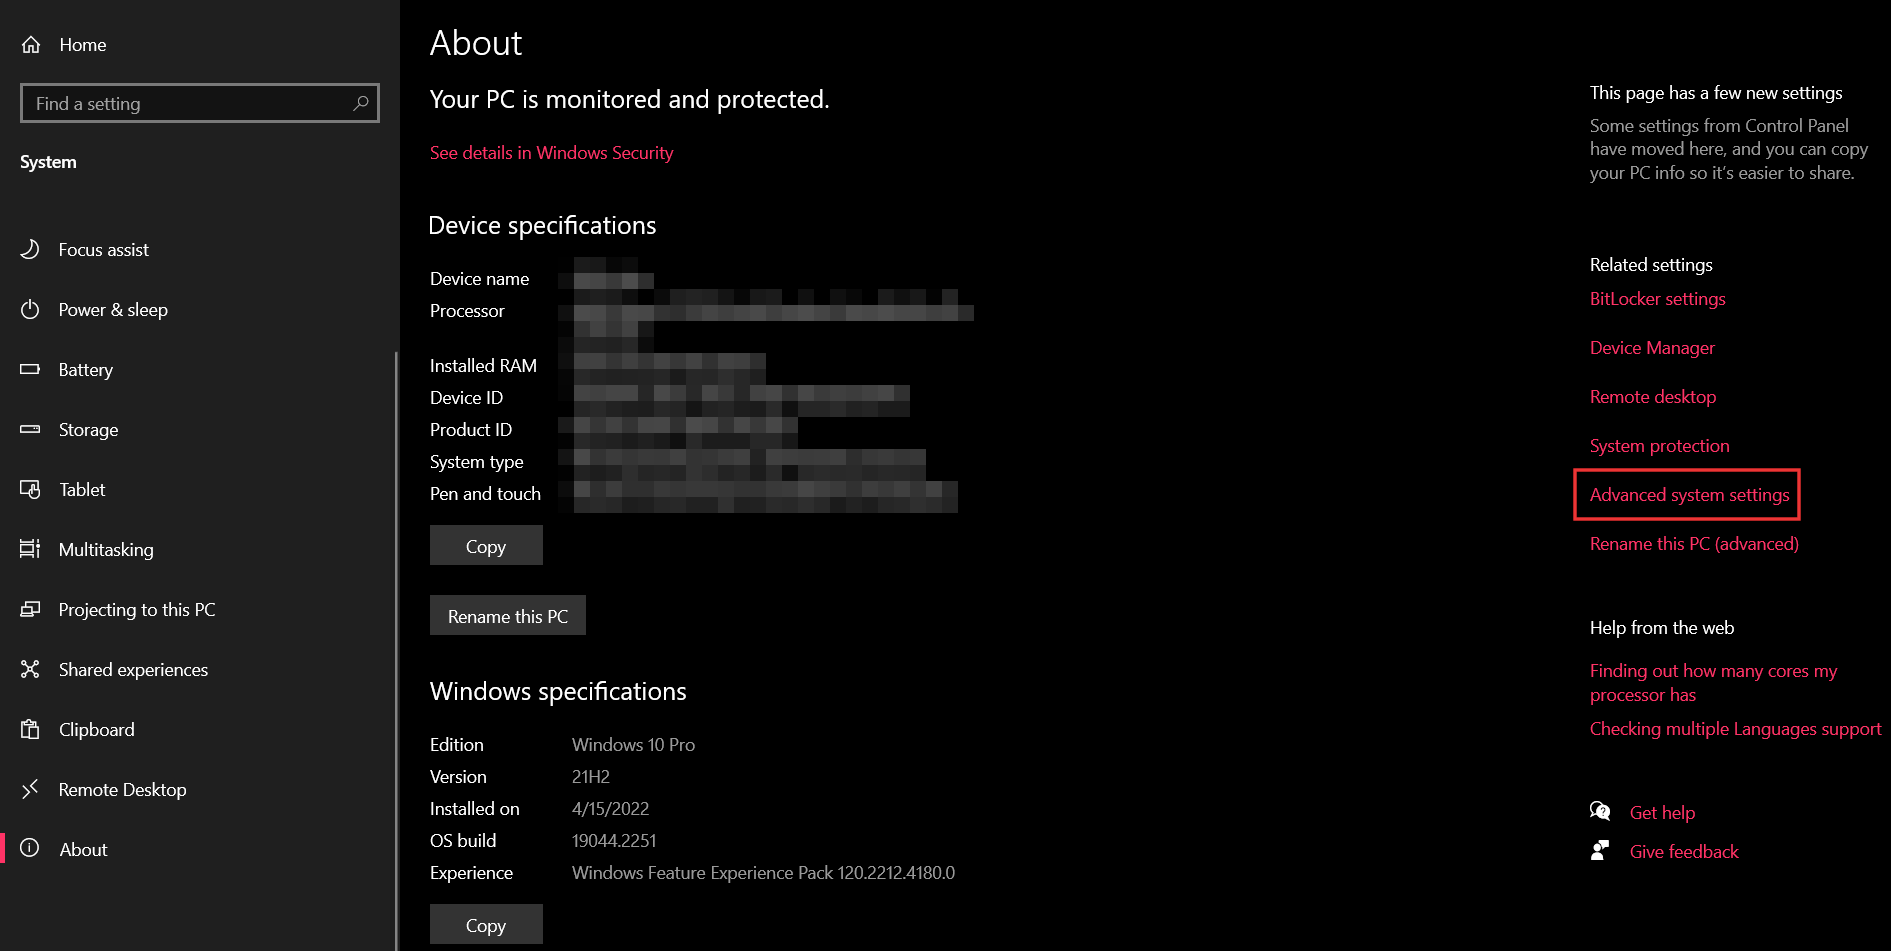 Home
Find a setting
System
Focus assist
Power & sleep
Battery
Storage
Tablet
Multitasking
Projecting to this PC
Shared experiences
Clipboard
Remote Desktop
About
About
Your PC is monitored and protected.
See details in Windows Security
Device specifications
Device name
Processor
Installed RAM
Device ID
Product ID
System type
Pen and touch
Copy
Rename this PC
Windows specifications
Edition Windows 10 Pro
Version 21H2
Installed on 4/15/2022
OS build 19044.2251
Experience Windows Feature Experience Pack 120.2212.4180.0
Copy
This page has a few new settings
Some settings from Control Panel
have moved here, and you can copy
your PC info so it’s easier to share.
Related settings
BitLocker settings
Device Manager
Remote desktop
System protection
Advanced system settings
Rename this PC (advanced)
Help from the web
Finding out how many cores my
processor has
Checking multiple Languages support
Get help
Give feedback